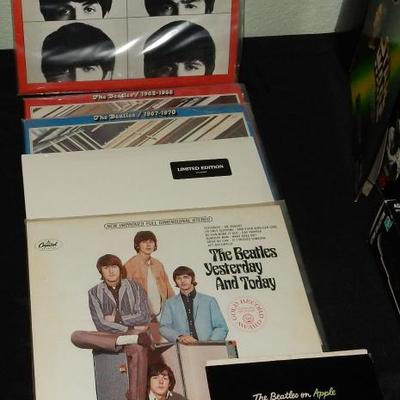 The Beatles / 1962-1966
The Beatles / 1967-1970
LIMITED EDITION
NEW IMPROVED FULL DIMENSIONAL STEREO
Capitol
The Beatles
Yesterday
And Today
GOLD RECORD AWARD
The Beatles on Apple